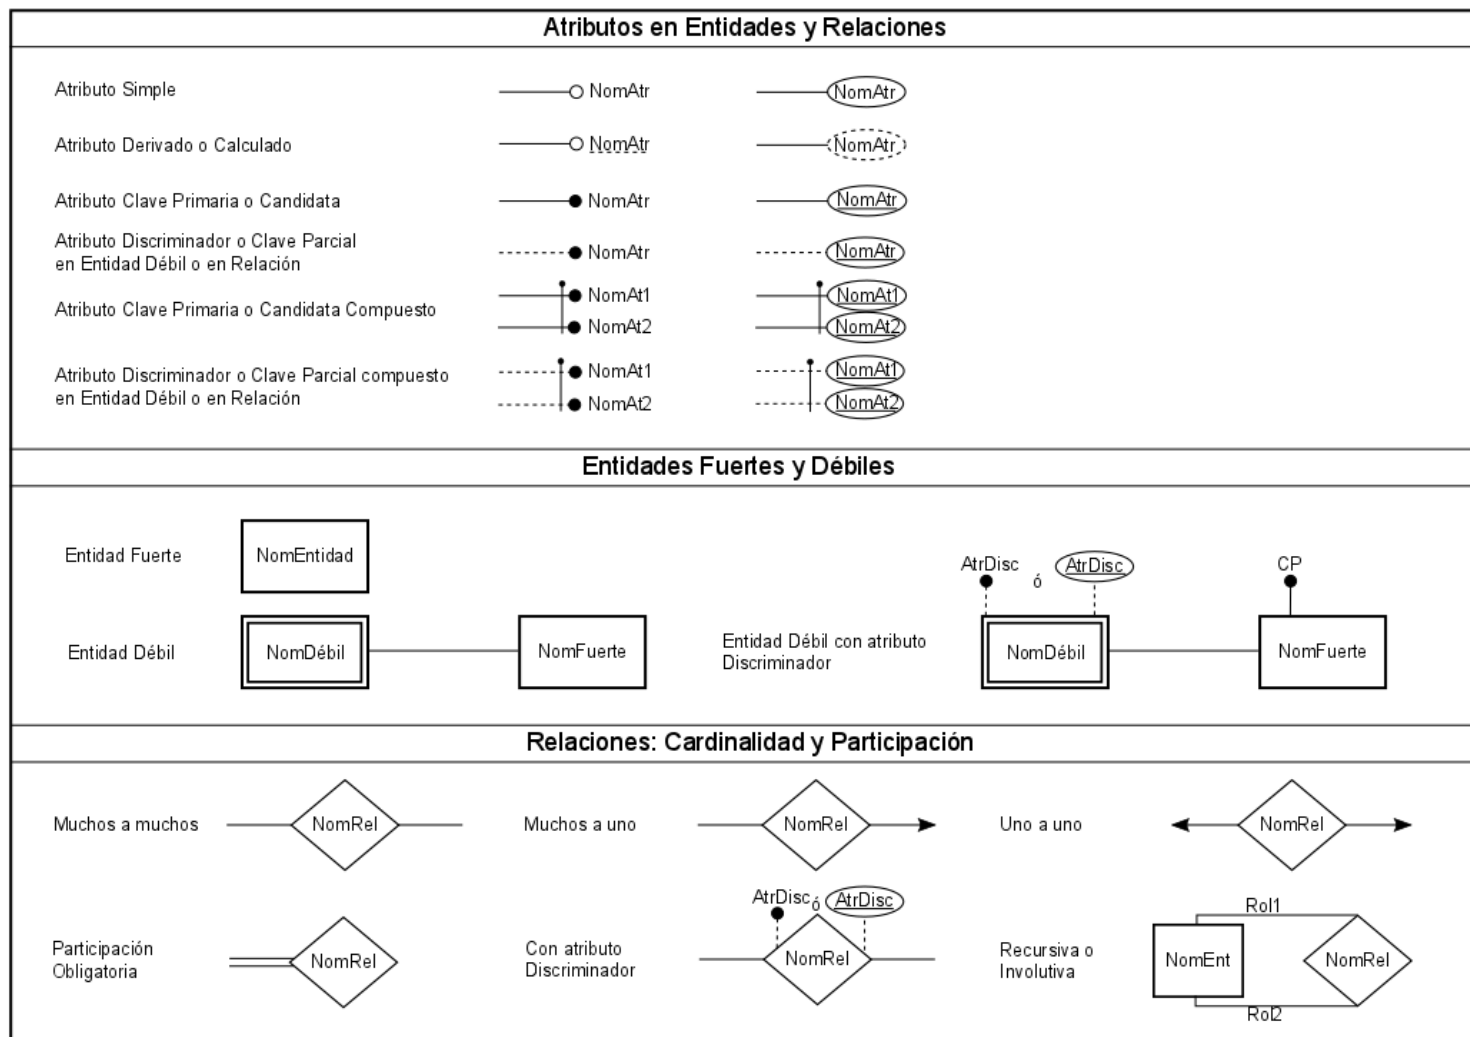 Atributos en Entidades y Relaciones
Atributo Simple
NomAtr
NomAtr
Atributo Derivado o Calculado
NomAtr
NomAtr
Atributo Clave Primaria o Candidata
NomAtr
NomAtr
Atributo Discriminador o Clave Parcial
en Entidad Débil o en Relación
NomAtr
NomAtr
Atributo Clave Primaria o Candidata Compuesto
NomAt1
NomAt2
NomAt1
NomAt2
Atributo Discriminador o Clave Parcial compuesto
en Entidad Débil o en Relación
NomAt1
NomAt2
NomAt1
NomAt2
Entidades Fuertes y Débiles
Entidad Fuerte
NomEntidad
Entidad Débil
NomDébil
NomFuerte
Entidad Débil con atributo
Discriminador
AtrDisc
ó
AtrDisc
CP
NomDébil
NomFuerte
Relaciones: Cardinalidad y Participación
Muchos a muchos
NomRel
Muchos a uno
NomRel
Uno a uno
NomRel
Participación
Obligatoria
NomRel
Con atributo
Discriminador
AtrDisc
ó
AtrDisc
NomRel
Recursiva o
Involutiva
Rol1
NomEnt
NomRel
Rol2